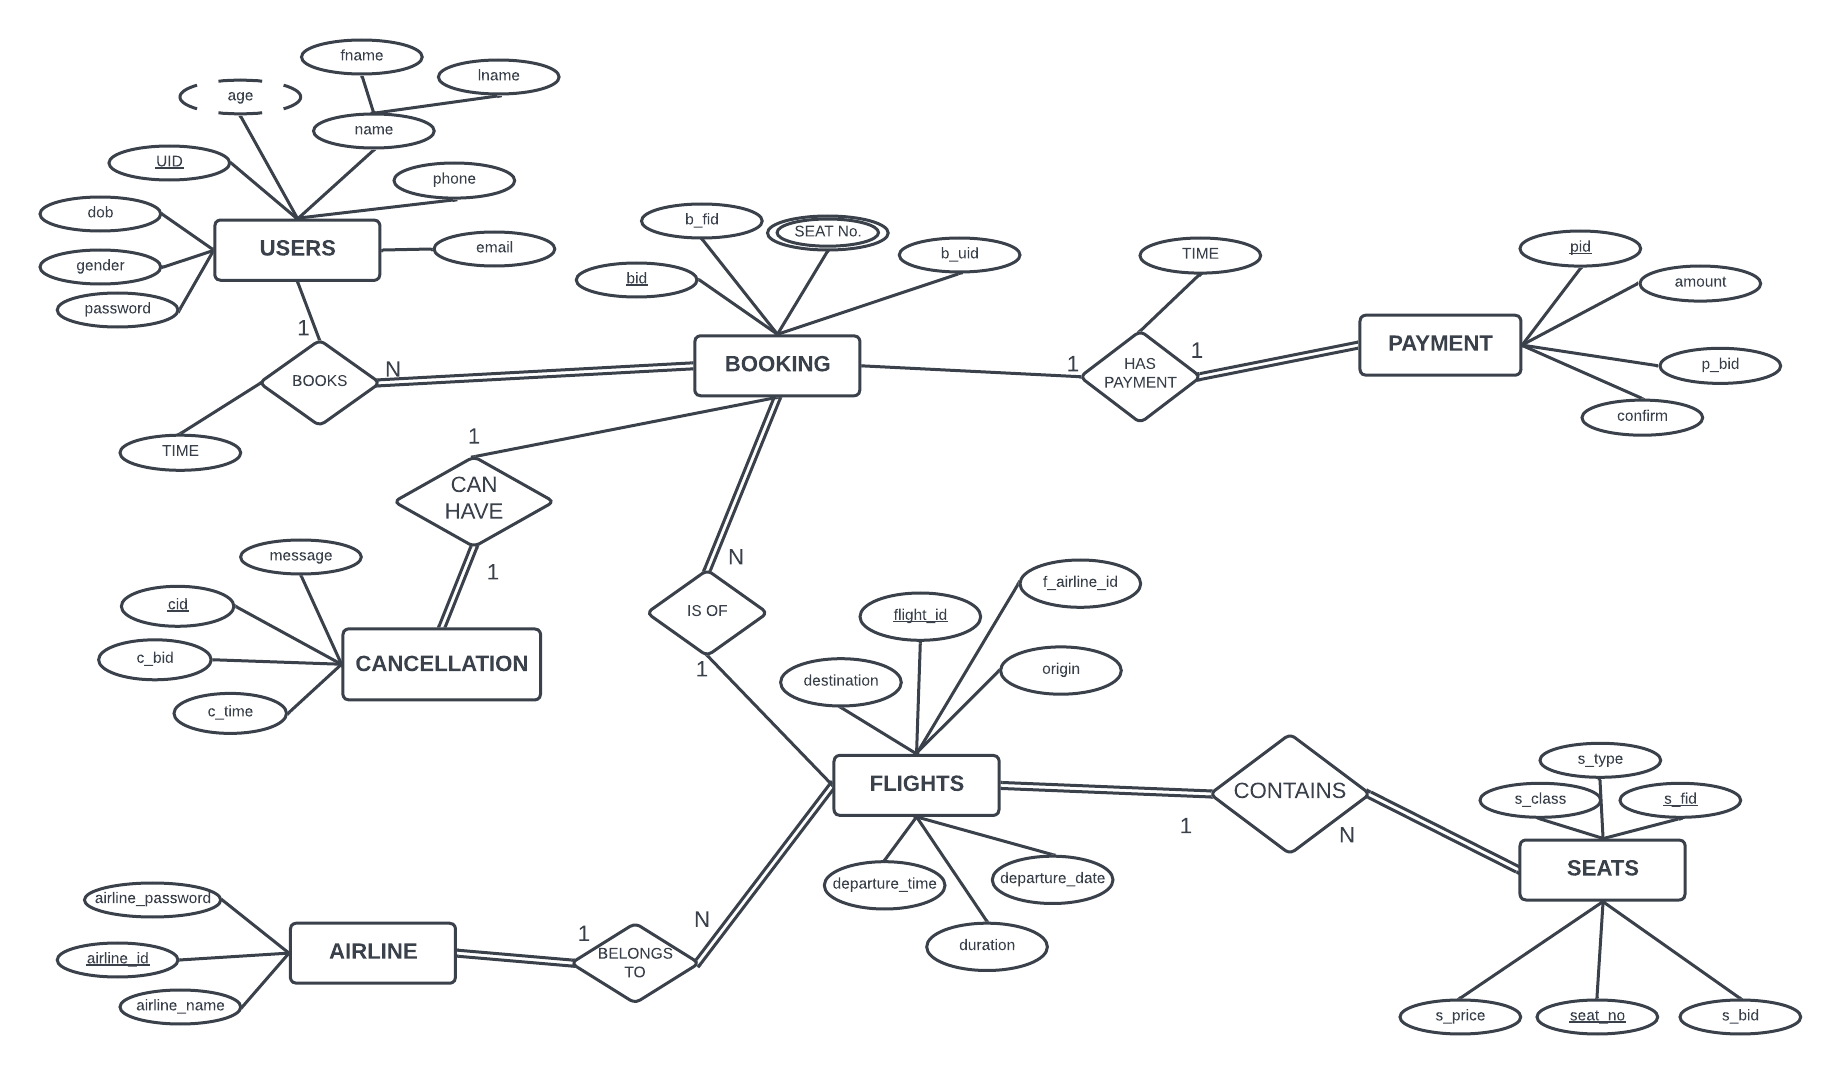 fname
lname
age
name
UID
phone
dob
USERS
email
gender
password
b_fid
SEAT No.
b_uid
bid
TIME
pid
amount
1
BOOKS
N
BOOKING
1
HAS
PAYMENT
1
PAYMENT
p_bid
confirm
TIME
1
CAN
HAVE
1
message
cid
c_bid
CANCELLATION
c_time
N
IS OF
1
f_airline_id
flight_id
origin
destination
FLIGHTS
1
CONTAINS
N
s_type
s_class
s_fid
SEATS
departure_time
departure_date
duration
airline_password
AIRLINE
1
BELONGS
TO
N
airline_id
airline_name
s_price
seat_no
s_bid